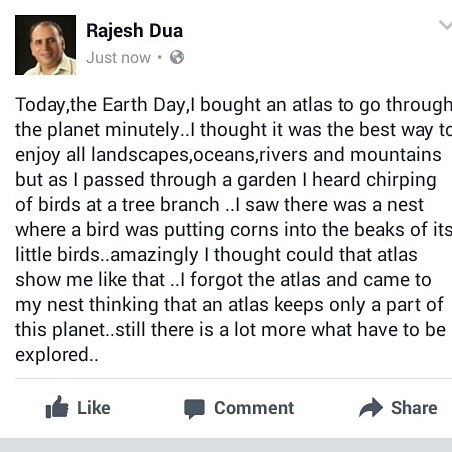 Rajesh Dua
Just now •
Today,the Earth Day,I bought an atlas to go through
the planet minutely..I thought it was the best way to
enjoy all landscapes,oceans,rivers and mountains
but as I passed through a garden I heard chirping
of birds at a tree branch ..I saw there was a nest
where a bird was putting corns into the beaks of its
little birds..amazingly I thought could that atlas
show me like that ..I forgot the atlas and came to
my nest thinking that an atlas keeps only a part of
this planet..still there is a lot more what have to be
explored..
Like Comment Share